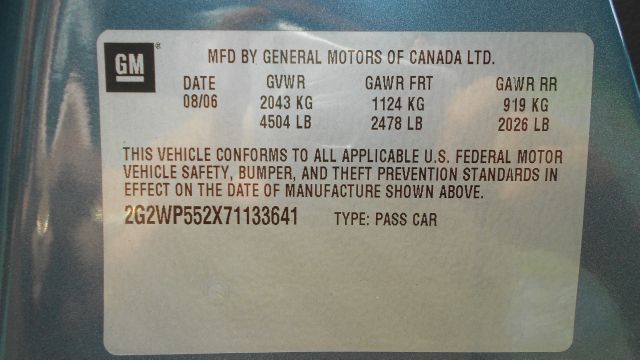 GM®
MFD BY GENERAL MOTORS OF CANADA LTD.
DATE GVWR GAWR FRT GAWR RR
08/06 2043 KG 1124 KG 919 KG
4504 LB 2478 LB 2026 LB
THIS VEHICLE CONFORMS TO ALL APPLICABLE U.S. FEDERAL MOTOR
VEHICLE SAFETY, BUMPER, AND THEFT PREVENTION STANDARDS IN
EFFECT ON THE DATE OF MANUFACTURE SHOWN ABOVE.
2G2WP552X71133641 TYPE: PASS CAR